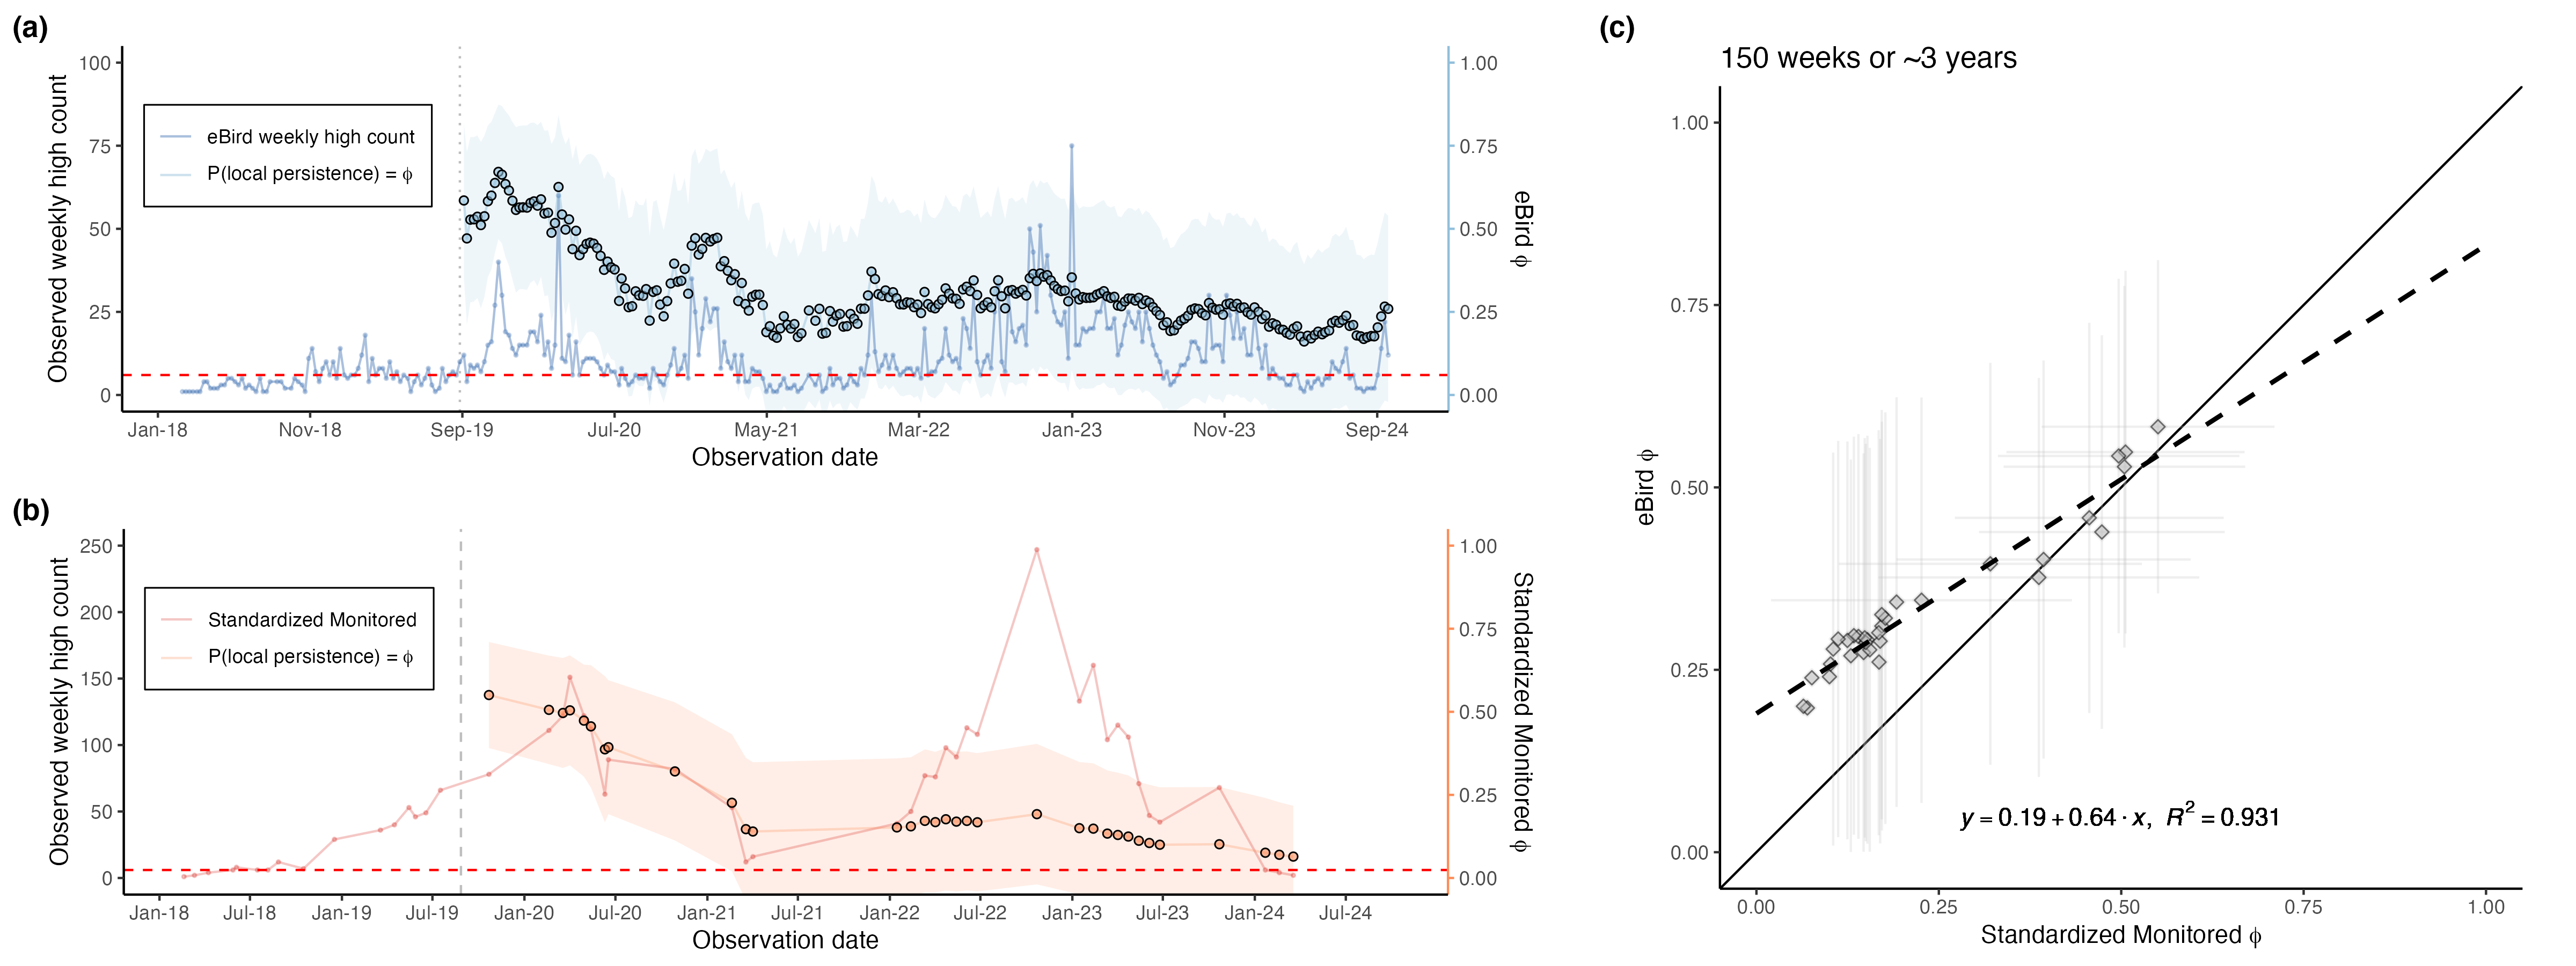 (a)
Observed weekly high count
100
75
50
25
0
eBird weekly high count
P(local persistence) = ϕ
1.00
0.75
0.50
0.25
0.00
eBird ϕ
Jan-18 Nov-18 Sep-19 Jul-20 May-21 Mar-22 Jan-23 Nov-23 Sep-24
Observation date
(b)
Observed weekly high count
250
200
150
100
50
0
Standardized Monitored
P(local persistence) = ϕ
1.00
0.75
0.50
0.25
0.00
Standardized Monitored ϕ
Jan-18 Jul-18 Jan-19 Jul-19 Jan-20 Jul-20 Jan-21 Jul-21 Jan-22 Jul-22 Jan-23 Jul-23 Jan-24 Jul-24
Observation date
(c)
150 weeks or ~3 years
eBird ϕ
1.00
0.75
0.50
0.25
0.00
y = 0.19 + 0.64 · x, R² = 0.931
0.00 0.25 0.50 0.75 1.00
Standardized Monitored ϕ